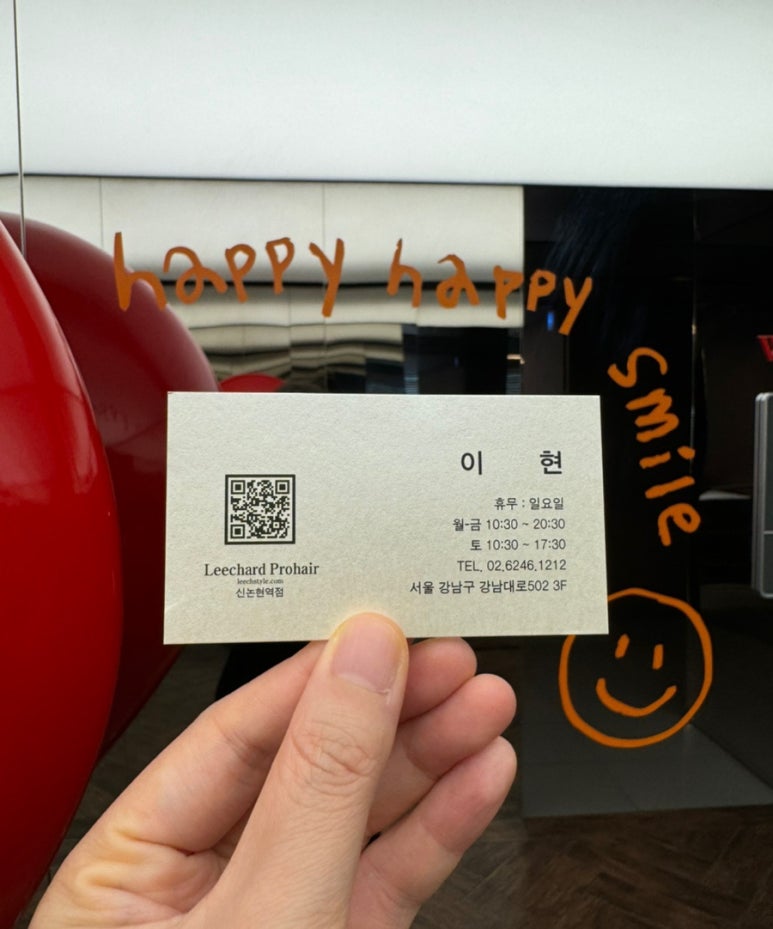 happy happy
smile
이 현
휴무 : 일요일
월-금 10:30 ~ 20:30
토 10:30 ~ 17:30
TEL. 02.6246.1212
서울 강남구 강남대로502 3F
Leechard Prohair
leechstyle.com
신논현역점